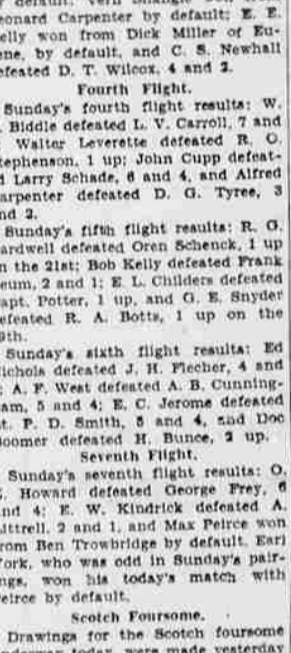 eonard Carpenter by default; E. E.
elly won from Dick Miller of Eu-
ene, by default, and C. S. Newhall
efeated D. T. Wilcox, 4 and 3.
Fourth Flight.
Sunday's fourth flight results: W.
. Biddle defeated L. V. Carroll, 7 and
; Walter Leverette defeated R. O.
tephenson, 1 up; John Cupp defeat-
d Larry Schade, 6 and 4, and Alfred
arpenter defeated D. G. Tyree, 3
nd 2.
Sunday's fifth flight results: R. G.
ardwell defeated Oren Schenck, 1 up
n the 21st; Bob Kelly defeated Frank
eum, 2 and 1; E. L. Childers defeated
apt. Potter, 1 up, and G. E. Snyder
efeated R. A. Botts, 1 up on the
9th.
Sunday's sixth flight results: Ed
ichols defeated J. H. Flecher, 4 and
; A. F. West defeated A. B. Cunning-
am, 5 and 4; E. C. Jerome defeated
t. P. D. Smith, 5 and 4, and Doc
oomer defeated H. Bunce, 2 up.
Seventh Flight.
Sunday's seventh flight results: O.
. Howard defeated George Frey, 6
nd 4; E. W. Kindrick defeated A.
ittrell, 2 and 1, and Max Peirce won
rom Ben Trowbridge by default. Earl
ork, who was odd in Sunday's pair-
ngs, won his today's match with
eirce by default.
Scotch Foursome.
Drawings for the Scotch foursome
today, were made yesterday